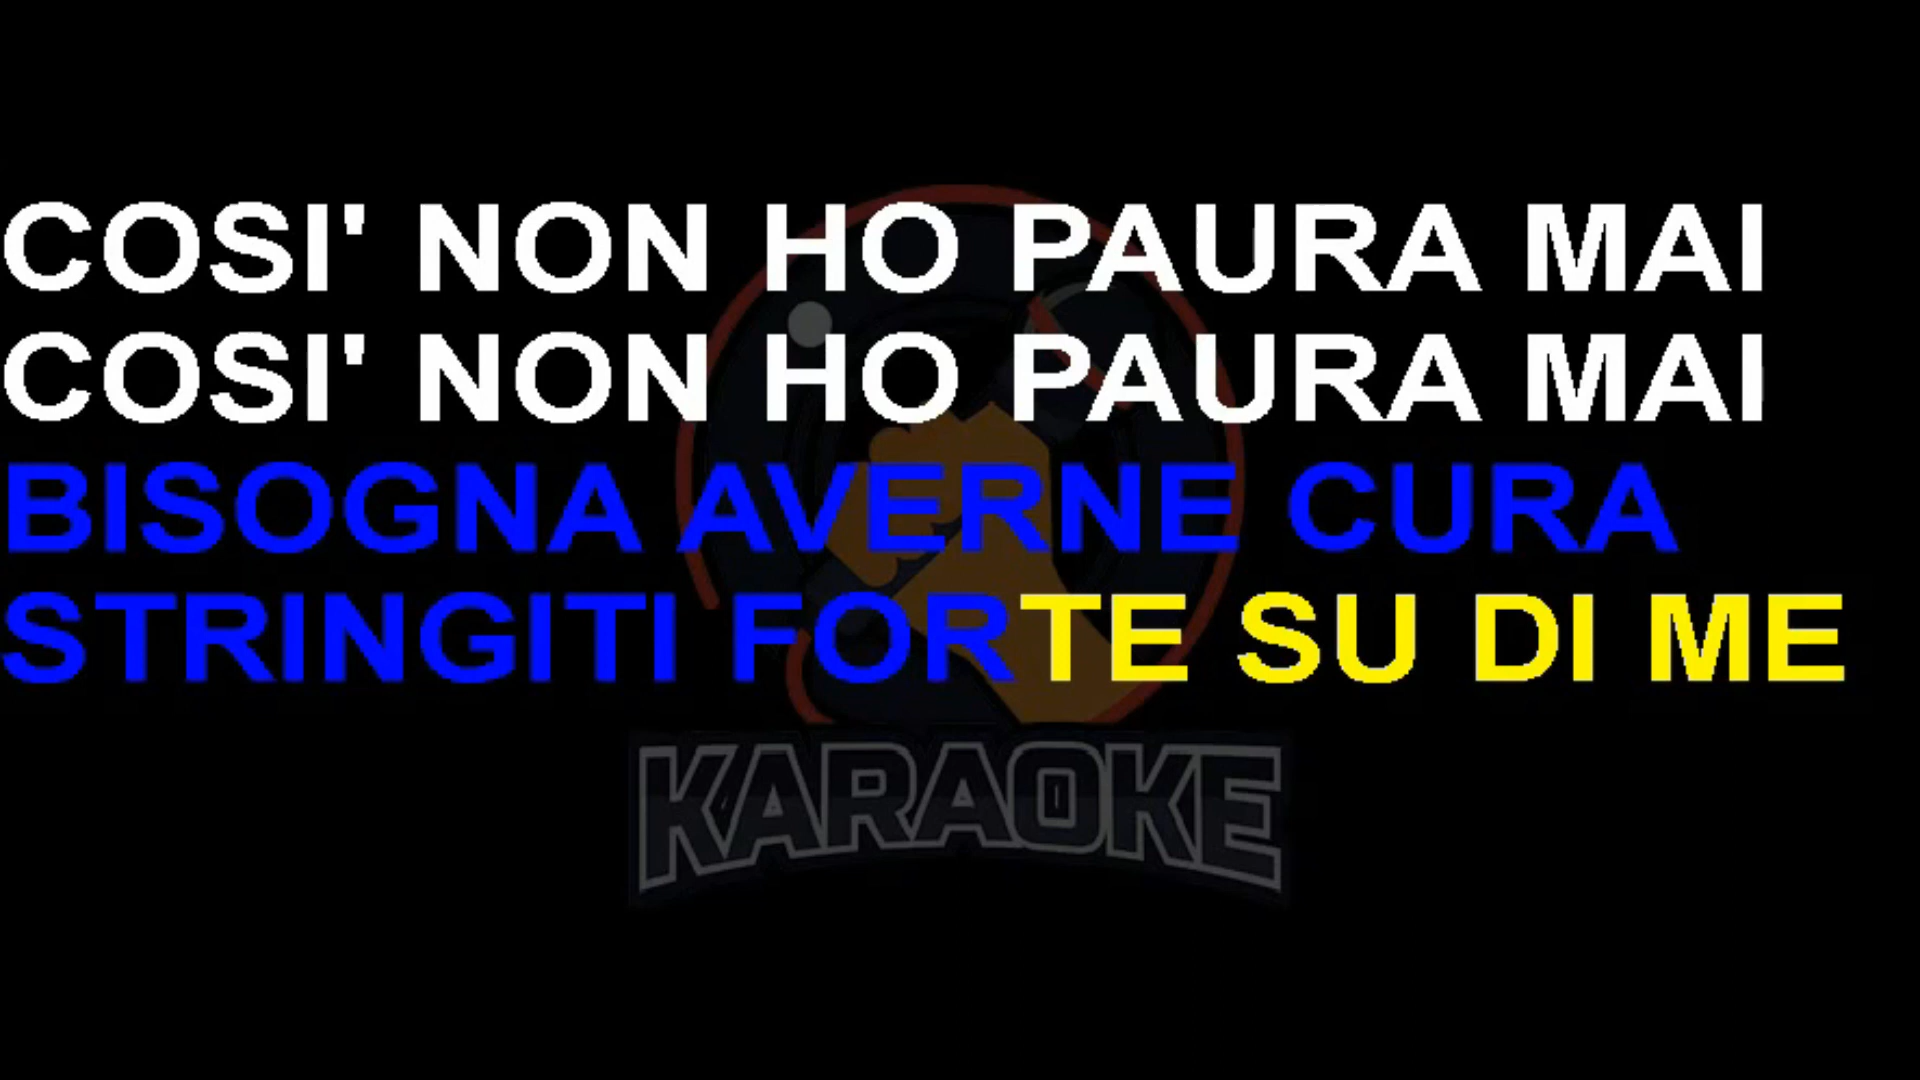 COSI' NON HO PAURA MAI
COSI' NON HO PAURA MAI
BISOGNA AVERNE CURA
STRINGITI FORTE SU DI ME
KARAOKE